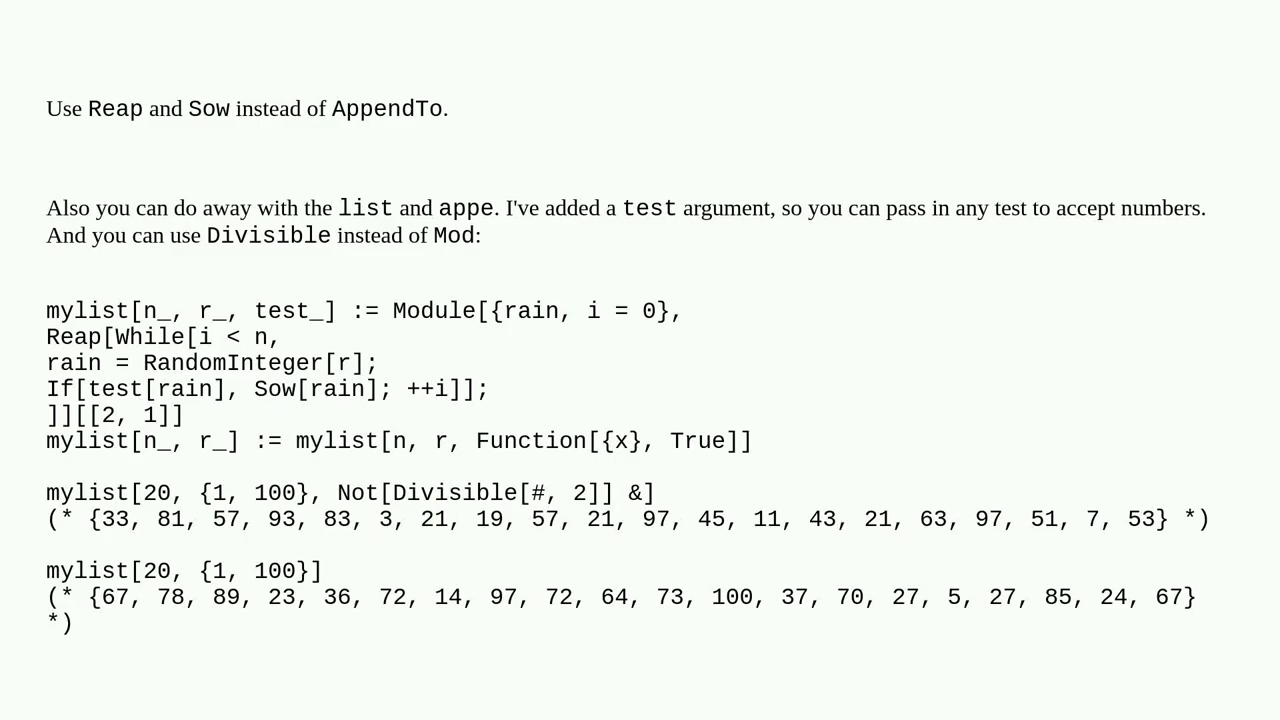 Use Reap and Sow instead of AppendTo.
Also you can do away with the list and appe. I've added a test argument, so you can pass in any test to accept numbers.
And you can use Divisible instead of Mod:
mylist[n_, r_, test_] := Module[{rain, i = 0},
Reap[While[i < n,
rain = RandomInteger[r];
If[test[rain], Sow[rain]; ++i]];
]][[2, 1]]
mylist[n_, r_] := mylist[n, r, Function[{x}, True]]
mylist[20, {1, 100}, Not[Divisible[#, 2]] &]
(* {33, 81, 57, 93, 83, 3, 21, 19, 57, 21, 97, 45, 11, 43, 21, 63, 97, 51, 7, 53} *)
mylist[20, {1, 100}]
(* {67, 78, 89, 23, 36, 72, 14, 97, 72, 64, 73, 100, 37, 70, 27, 5, 27, 85, 24, 67}
*)